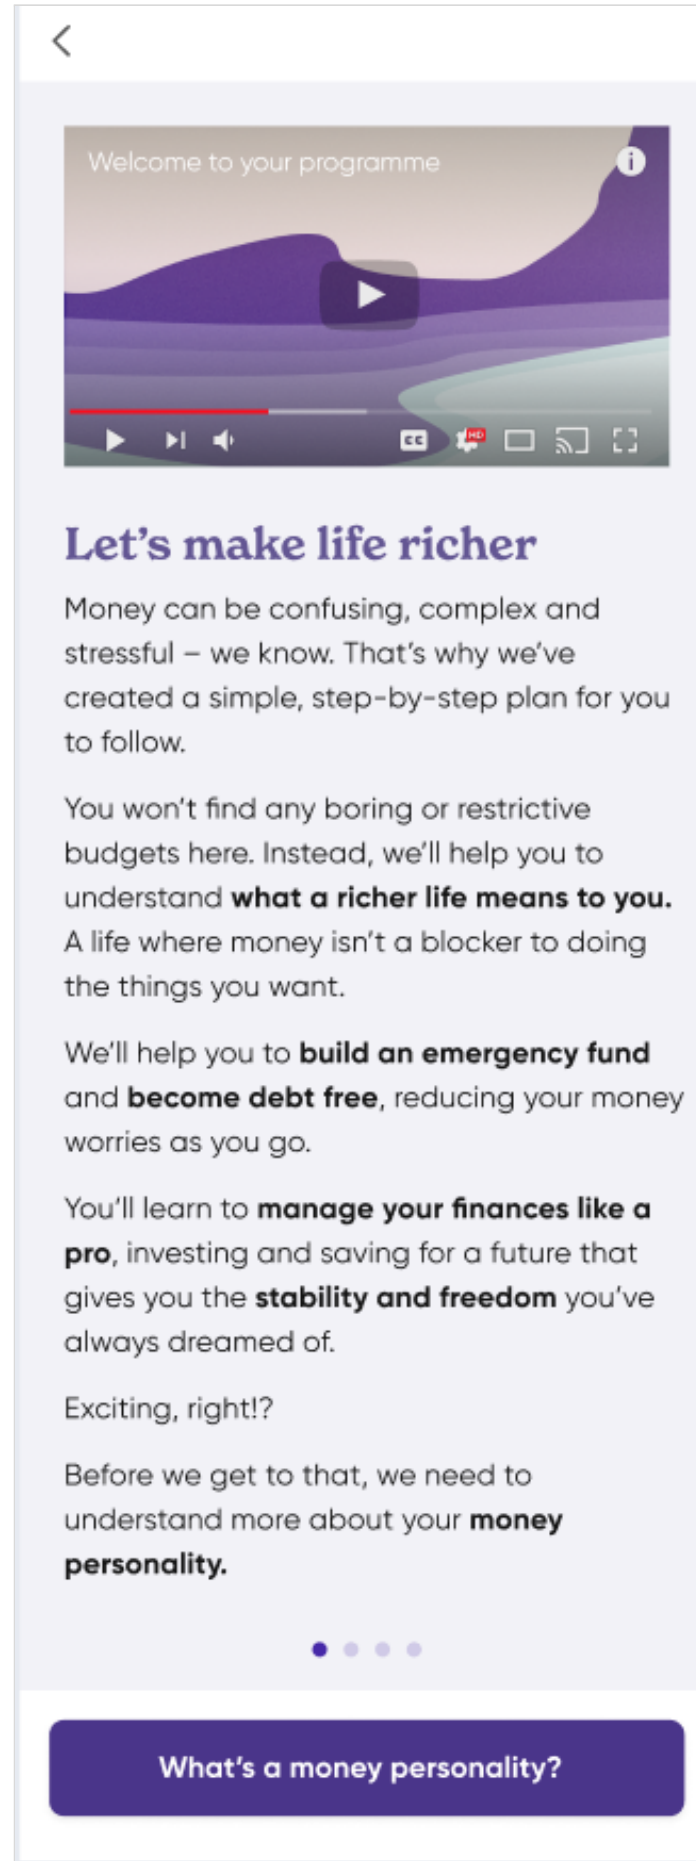 Welcome to your programme
i
CC
HD
Let's make life richer
Money can be confusing, complex and
stressful – we know. That's why we've
created a simple, step-by-step plan for you
to follow.
You won't find any boring or restrictive
budgets here. Instead, we'll help you to
understand what a richer life means to you.
A life where money isn't a blocker to doing
the things you want.
We'll help you to build an emergency fund
and become debt free, reducing your money
worries as you go.
You'll learn to manage your finances like a
pro, investing and saving for a future that
gives you the stability and freedom you've
always dreamed of.
Exciting, right!?
Before we get to that, we need to
understand more about your money
personality.
What's a money personality?